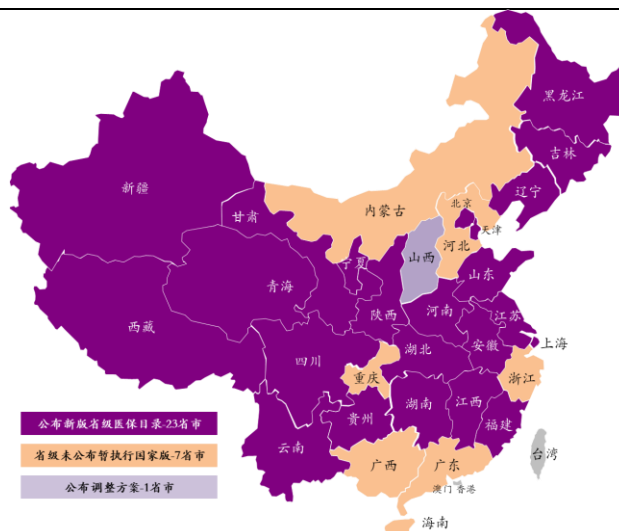 黑龙江
吉林
辽宁
新疆
甘肃
内蒙古
北京
天津
河北
山西
宁夏
山东
青海
陕西
河南
江苏
西藏
安徽
上海
四川
湖北
重庆
浙江
湖南
江西
贵州
福建
云南
台湾
广西
广东
澳门 香港
海南
公布新版省级医保目录-23省市
省级未公布暂执行国家版-7省市
公布调整方案-1省市